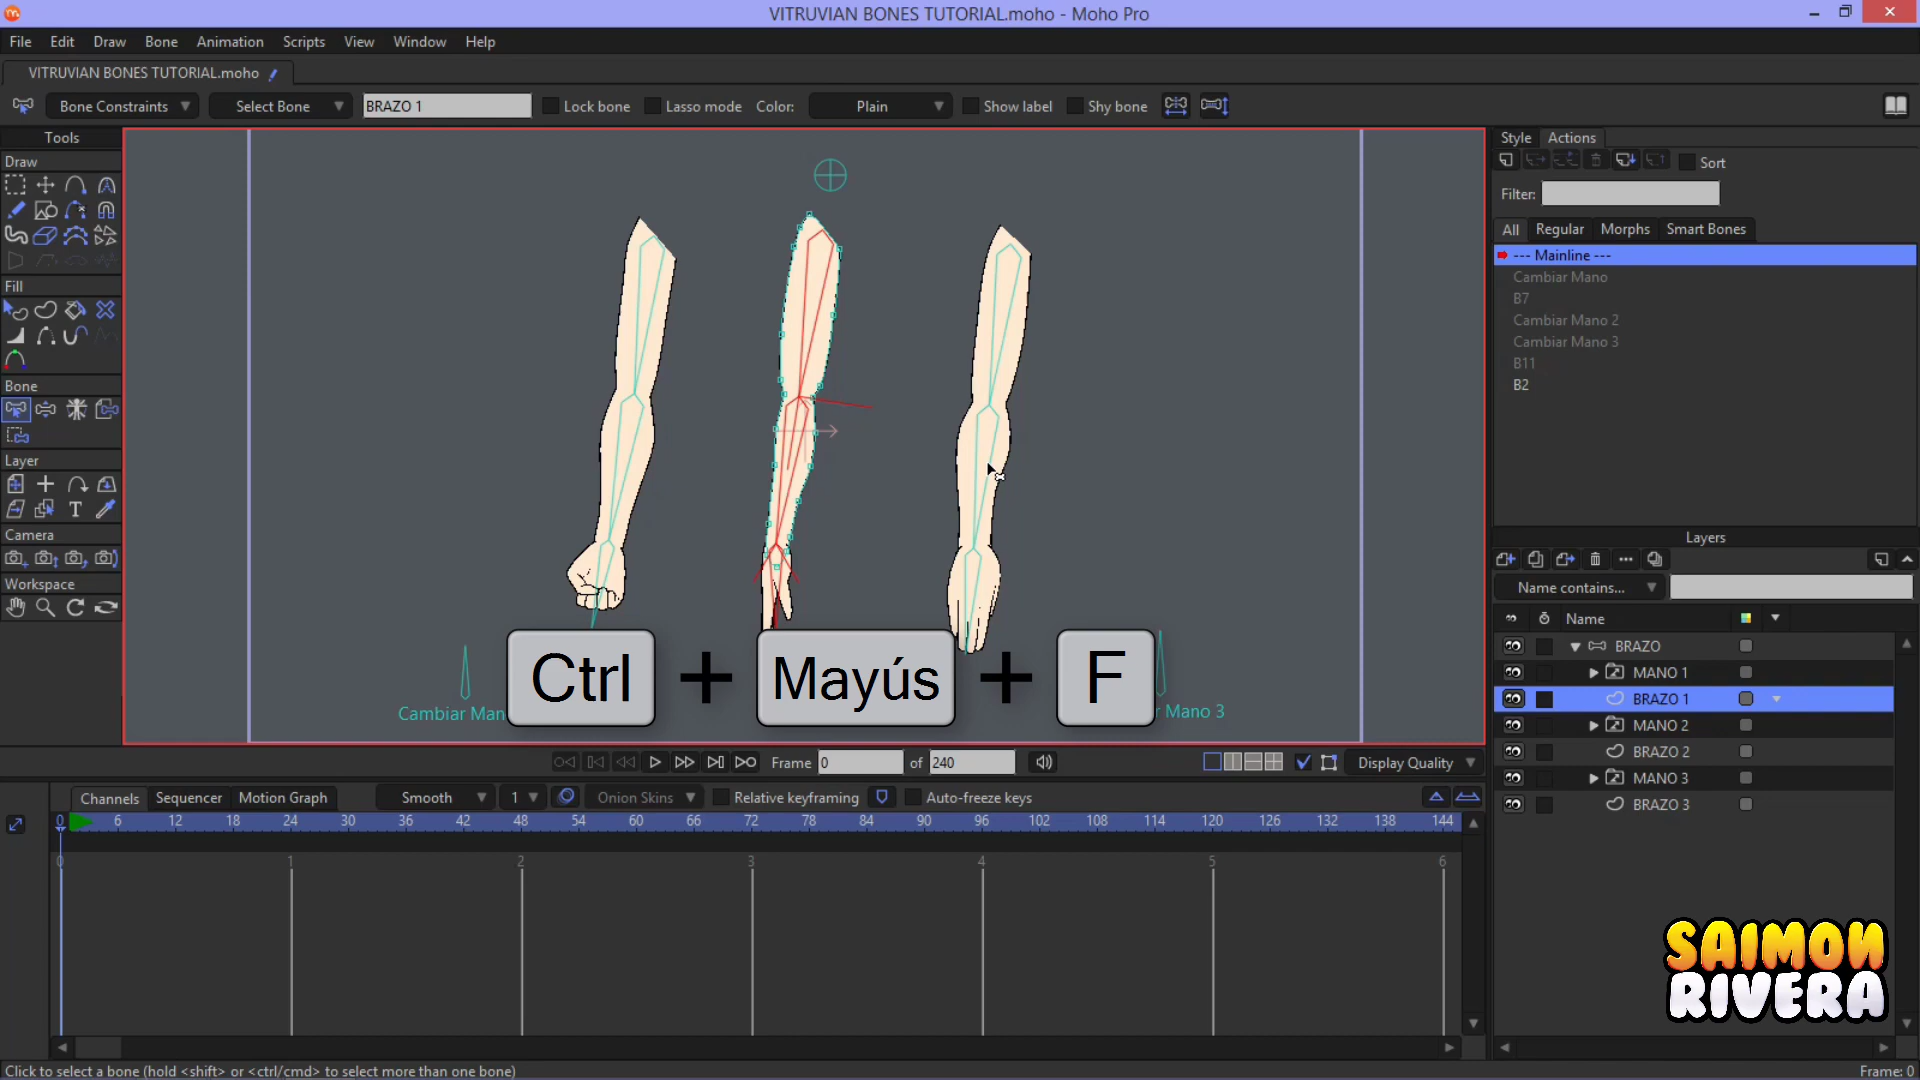 VITRUVIAN BONES TUTORIAL.moho - Moho Pro
File Edit Draw Bone Animation Scripts View Window Help
VITRUVIAN BONES TUTORIAL.moho
Bone Constraints Select Bone BRAZO 1 Lock bone Lasso mode Color: Plain Show label Shy bone
Tools
Draw
Fill
Bone
Layer
Camera
Workspace
Ctrl + Mayús + F
Cambiar Man
r Mano 3
Style Actions
Sort
Filter:
All Regular Morphs Smart Bones
--- Mainline ---
Cambiar Mano
B7
Cambiar Mano 2
Cambiar Mano 3
B11
B2
Layers
Name contains...
Name
BRAZO
MANO 1
BRAZO 1
MANO 2
BRAZO 2
MANO 3
BRAZO 3
Frame 0 of 240 Display Quality
Channels Sequencer Motion Graph Smooth 1 Onion Skins Relative keyframing Auto-freeze keys
0 6 12 18 24 30 36 42 48 54 60 66 72 78 84 90 96 102 108 114 120 126 132 138 144
0 1 2 3 4 5 6
SAIMON
RIVERA
Click to select a bone (hold <shift> or <ctrl/cmd> to select more than one bone)
Frame: 0